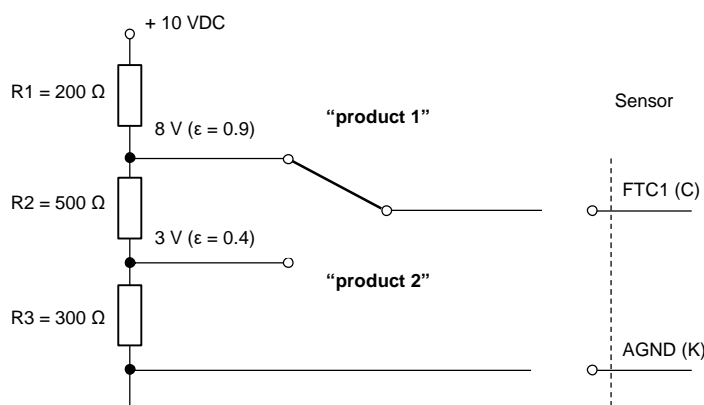 + 10 VDC
R1 = 200 Ω
“product 1”
Sensor
8 V (ε = 0.9)
FTC1 (C)
R2 = 500 Ω
3 V (ε = 0.4)
“product 2”
R3 = 300 Ω
AGND (K)